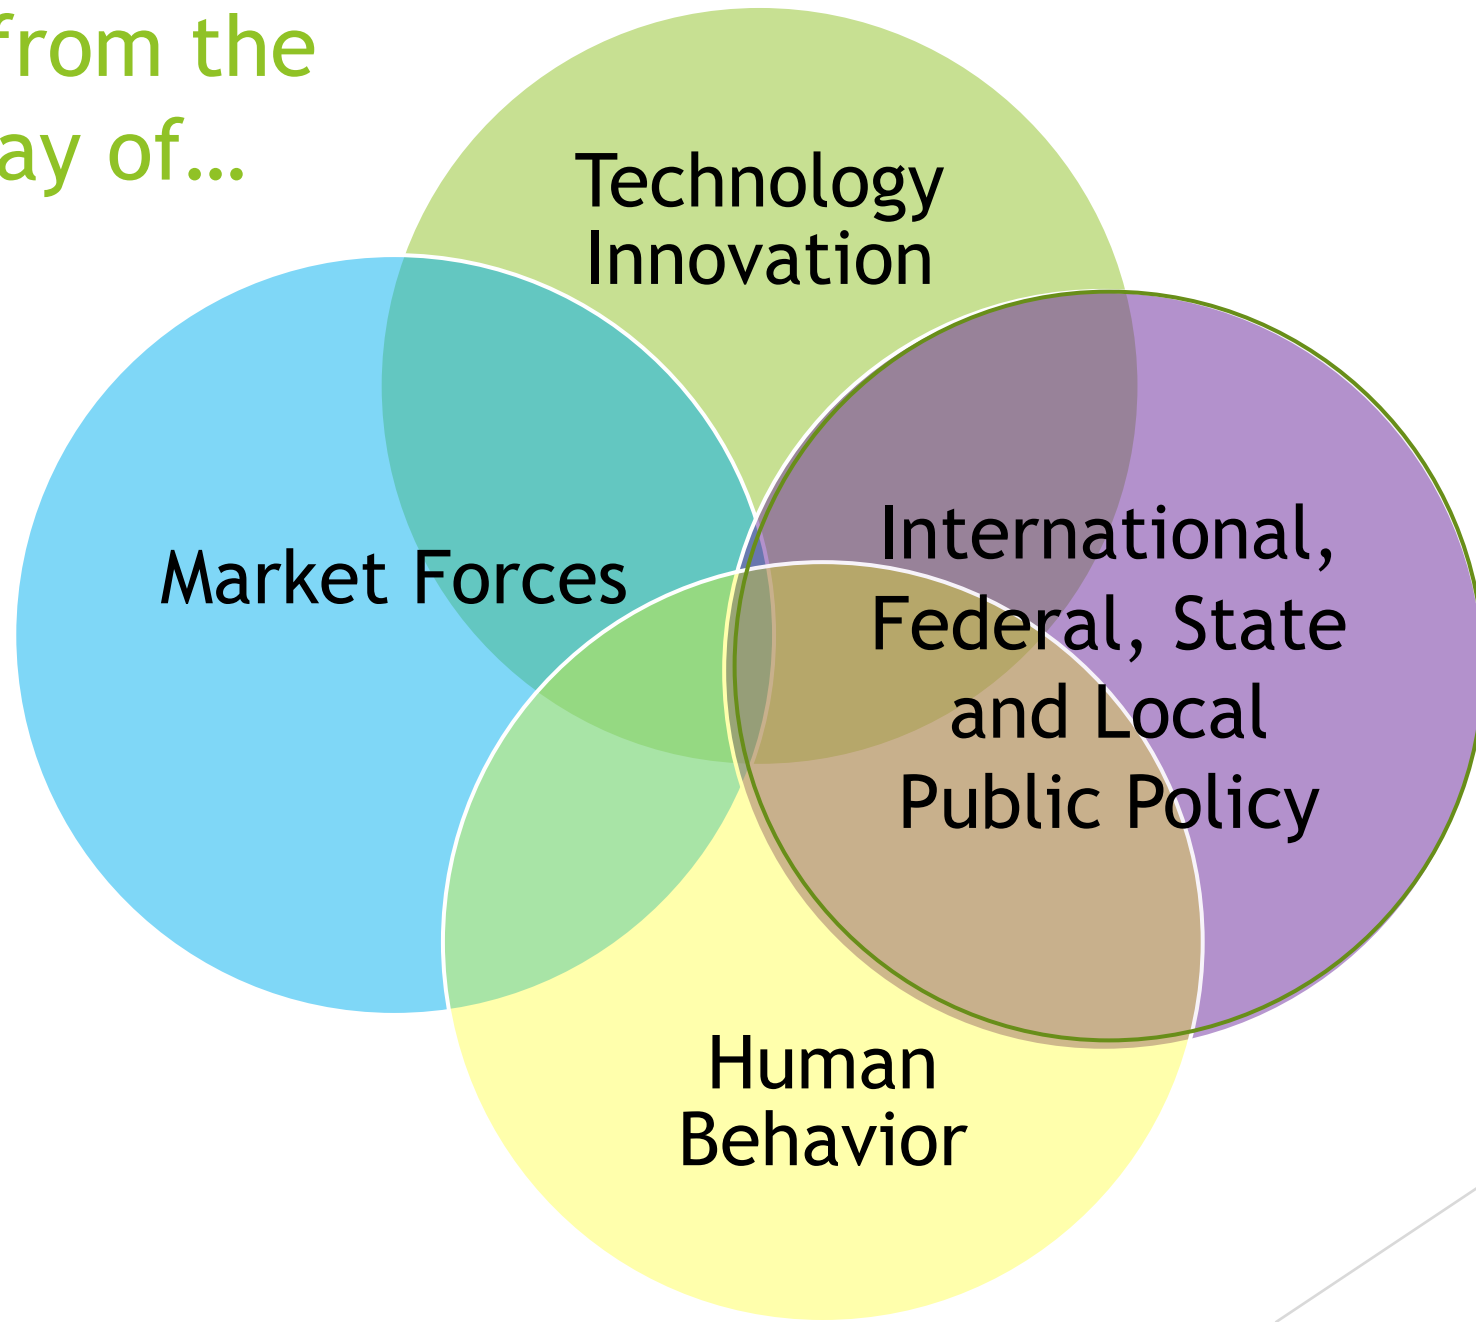 from the
ay of…
Technology
Innovation
Market Forces
International,
Federal, State
and Local
Public Policy
Human
Behavior